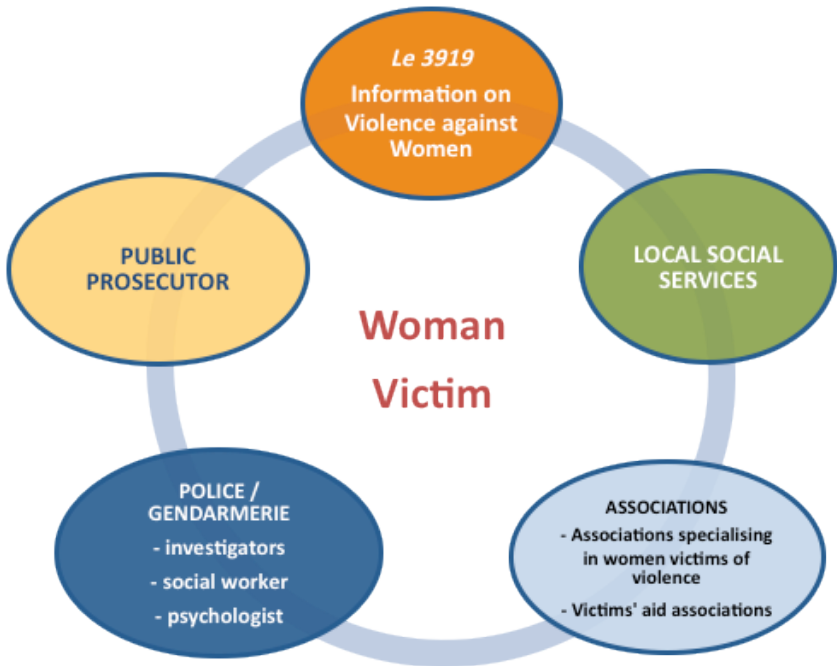 Le 3919
Information on
Violence against
Women
PUBLIC
PROSECUTOR
LOCAL SOCIAL
SERVICES
Woman
Victim
POLICE /
GENDARMERIE
- investigators
- social worker
- psychologist
ASSOCIATIONS
- Associations specialising
in women victims of
violence
- Victims' aid associations